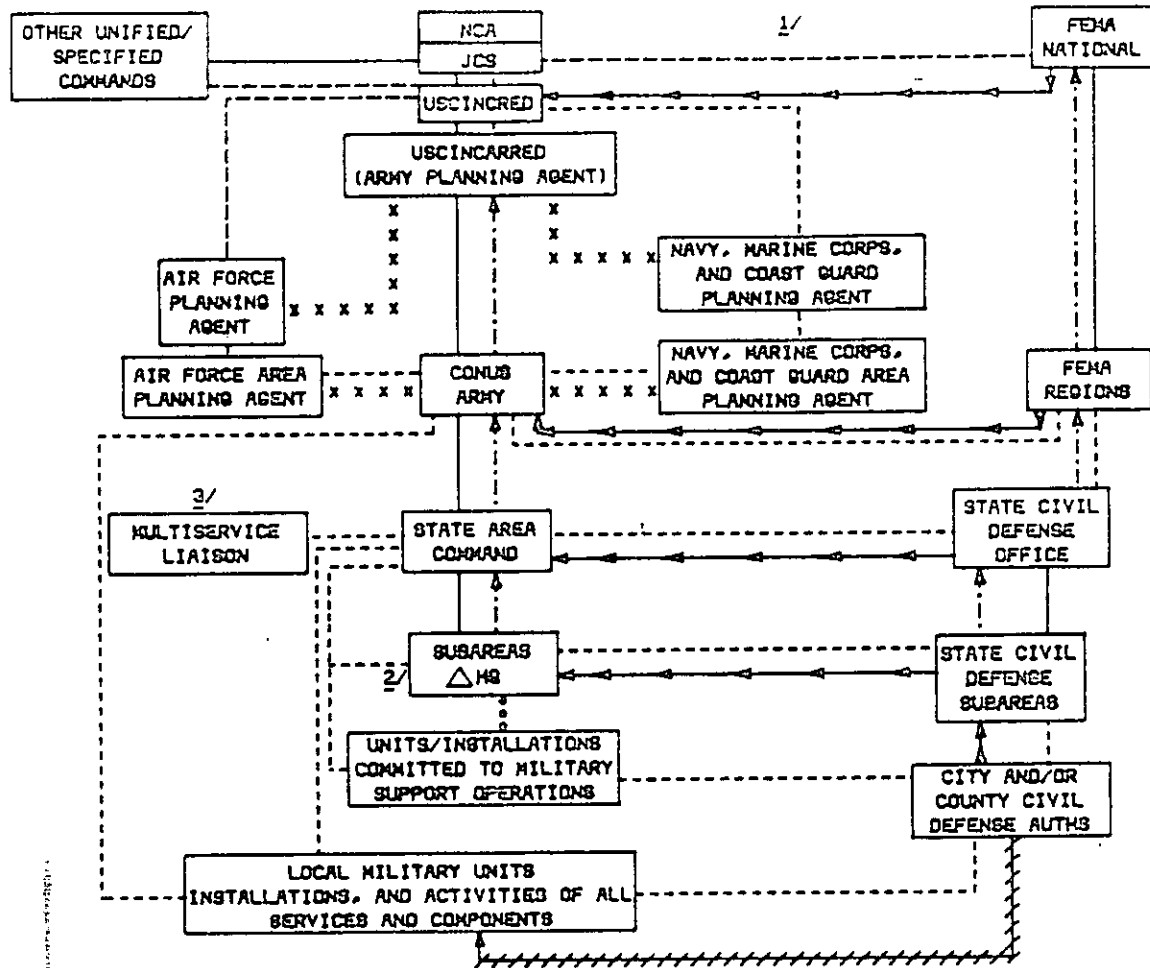 1/
OTHER UNIFIED/
SPECIFIED
COMMANDS
NCA
JCS
FEMA
NATIONAL
USCINCRED
USCINCARRED
(ARMY PLANNING AGENT)
X
X
X
X
X X X X X
X
X
X X X X X
AIR FORCE
PLANNING
AGENT
NAVY, MARINE CORPS,
AND COAST GUARD
PLANNING AGENT
AIR FORCE AREA
PLANNING AGENT
X X X X
CONUS
ARMY
X X X X X
NAVY, MARINE CORPS,
AND COAST GUARD AREA
PLANNING AGENT
FEMA
REGIONS
3/
MULTISERVICE
LIAISON
STATE AREA
COMMAND
STATE CIVIL
DEFENSE
OFFICE
2/
SUBAREAS
△ HQ
STATE CIVIL
DEFENSE
SUBAREAS
UNITS/INSTALLATIONS
COMMITTED TO MILITARY
SUPPORT OPERATIONS
CITY AND/OR
COUNTY CIVIL
DEFENSE AUTHS
LOCAL MILITARY UNITS
INSTALLATIONS, AND ACTIVITIES OF ALL
SERVICES AND COMPONENTS